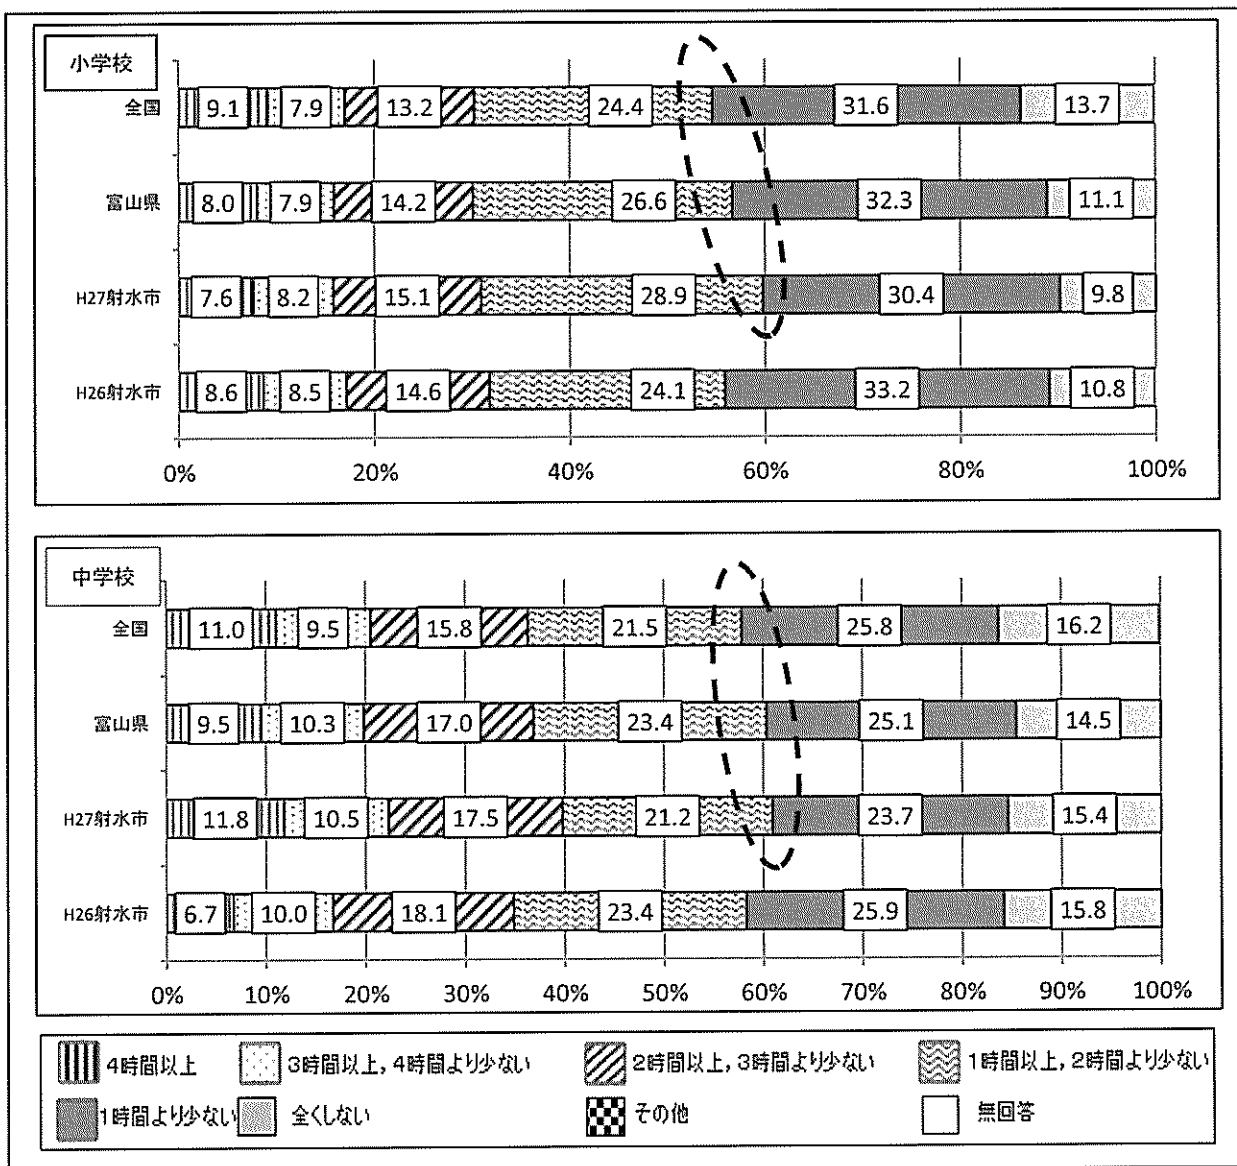 小学校
全国 9.1 7.9 13.2 24.4 31.6 13.7
富山県 8.0 7.9 14.2 26.6 32.3 11.1
H27射水市 7.6 8.2 15.1 28.9 30.4 9.8
H26射水市 8.6 8.5 14.6 24.1 33.2 10.8
0% 20% 40% 60% 80% 100%
中学校
全国 11.0 9.5 15.8 21.5 25.8 16.2
富山県 9.5 10.3 17.0 23.4 25.1 14.5
H27射水市 11.8 10.5 17.5 21.2 23.7 15.4
H26射水市 6.7 10.0 18.1 23.4 25.9 15.8
0% 10% 20% 30% 40% 50% 60% 70% 80% 90% 100%
4時間以上 3時間以上，4時間より少ない 2時間以上，3時間より少ない 1時間以上，2時間より少ない
1時間より少ない 全くしない その他 無回答